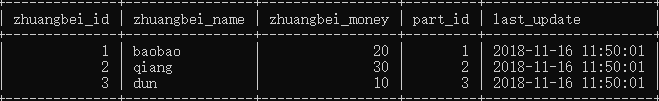 zhuangbei_id | zhuangbei_name | zhuangbei_money | part_id | last_update
1 | baobao | 20 | 1 | 2018-11-16 11:50:01
2 | qiang | 30 | 2 | 2018-11-16 11:50:01
3 | dun | 10 | 3 | 2018-11-16 11:50:01